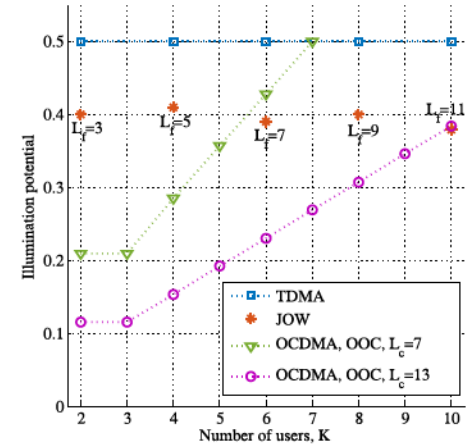 0.5
0.4
0.3
0.2
0.1
0
Illumination potential
L_f=3
L_f=5
L_f=7
L_f=9
L_f=11
TDMA
JOW
OCDMA, OOC, L_c=7
OCDMA, OOC, L_c=13
2 3 4 5 6 7 8 9 10
Number of users, K